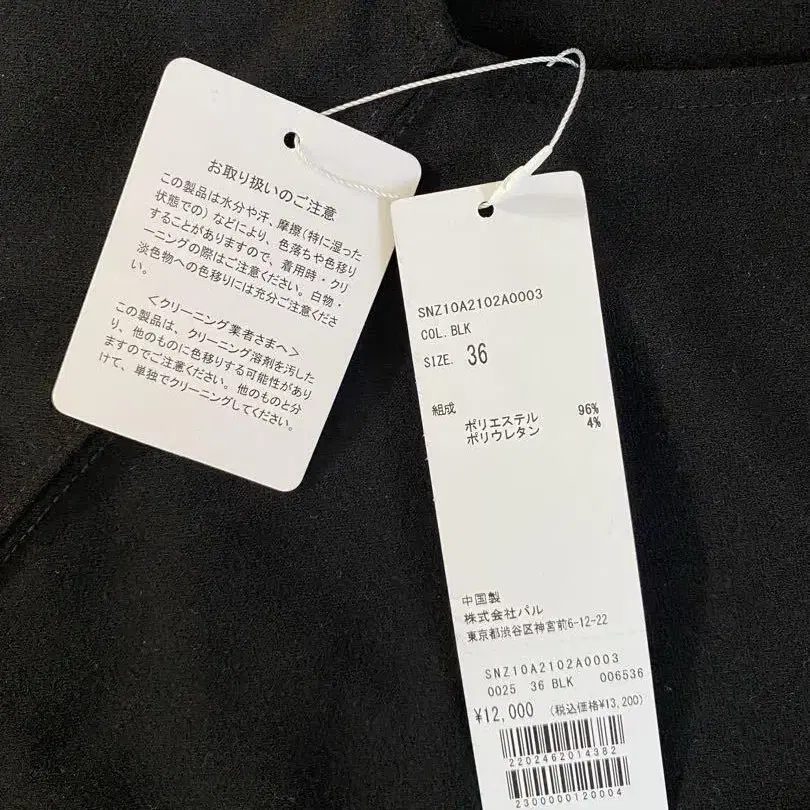 お取り扱いのご注意
この製品は水分や汗、摩擦(特に湿った
状態での)などにより、色落ちや色移り
することがありますので、着用時・クリ
ーニングの際はご注意ください。白物・
淡色物への色移りには充分ご注意くださ
い。
<クリーニング業者さまへ>
この製品は、クリーニング溶剤を汚した
り、他のものに色移りする可能性があり
ますのでご注意ください。他のものと分
けて、単独でクリーニングしてください。
SNZ10A2102A0003
COL. BLK
SIZE. 36
組成
ポリエステル 96%
ポリウレタン 4%
中国製
株式会社パル
東京都渋谷区神宮前6-12-22
SNZ10A2102A0003
0025 36 BLK 006536
¥12,000 (税込価格¥13,200)
2202462014382
2300000120004